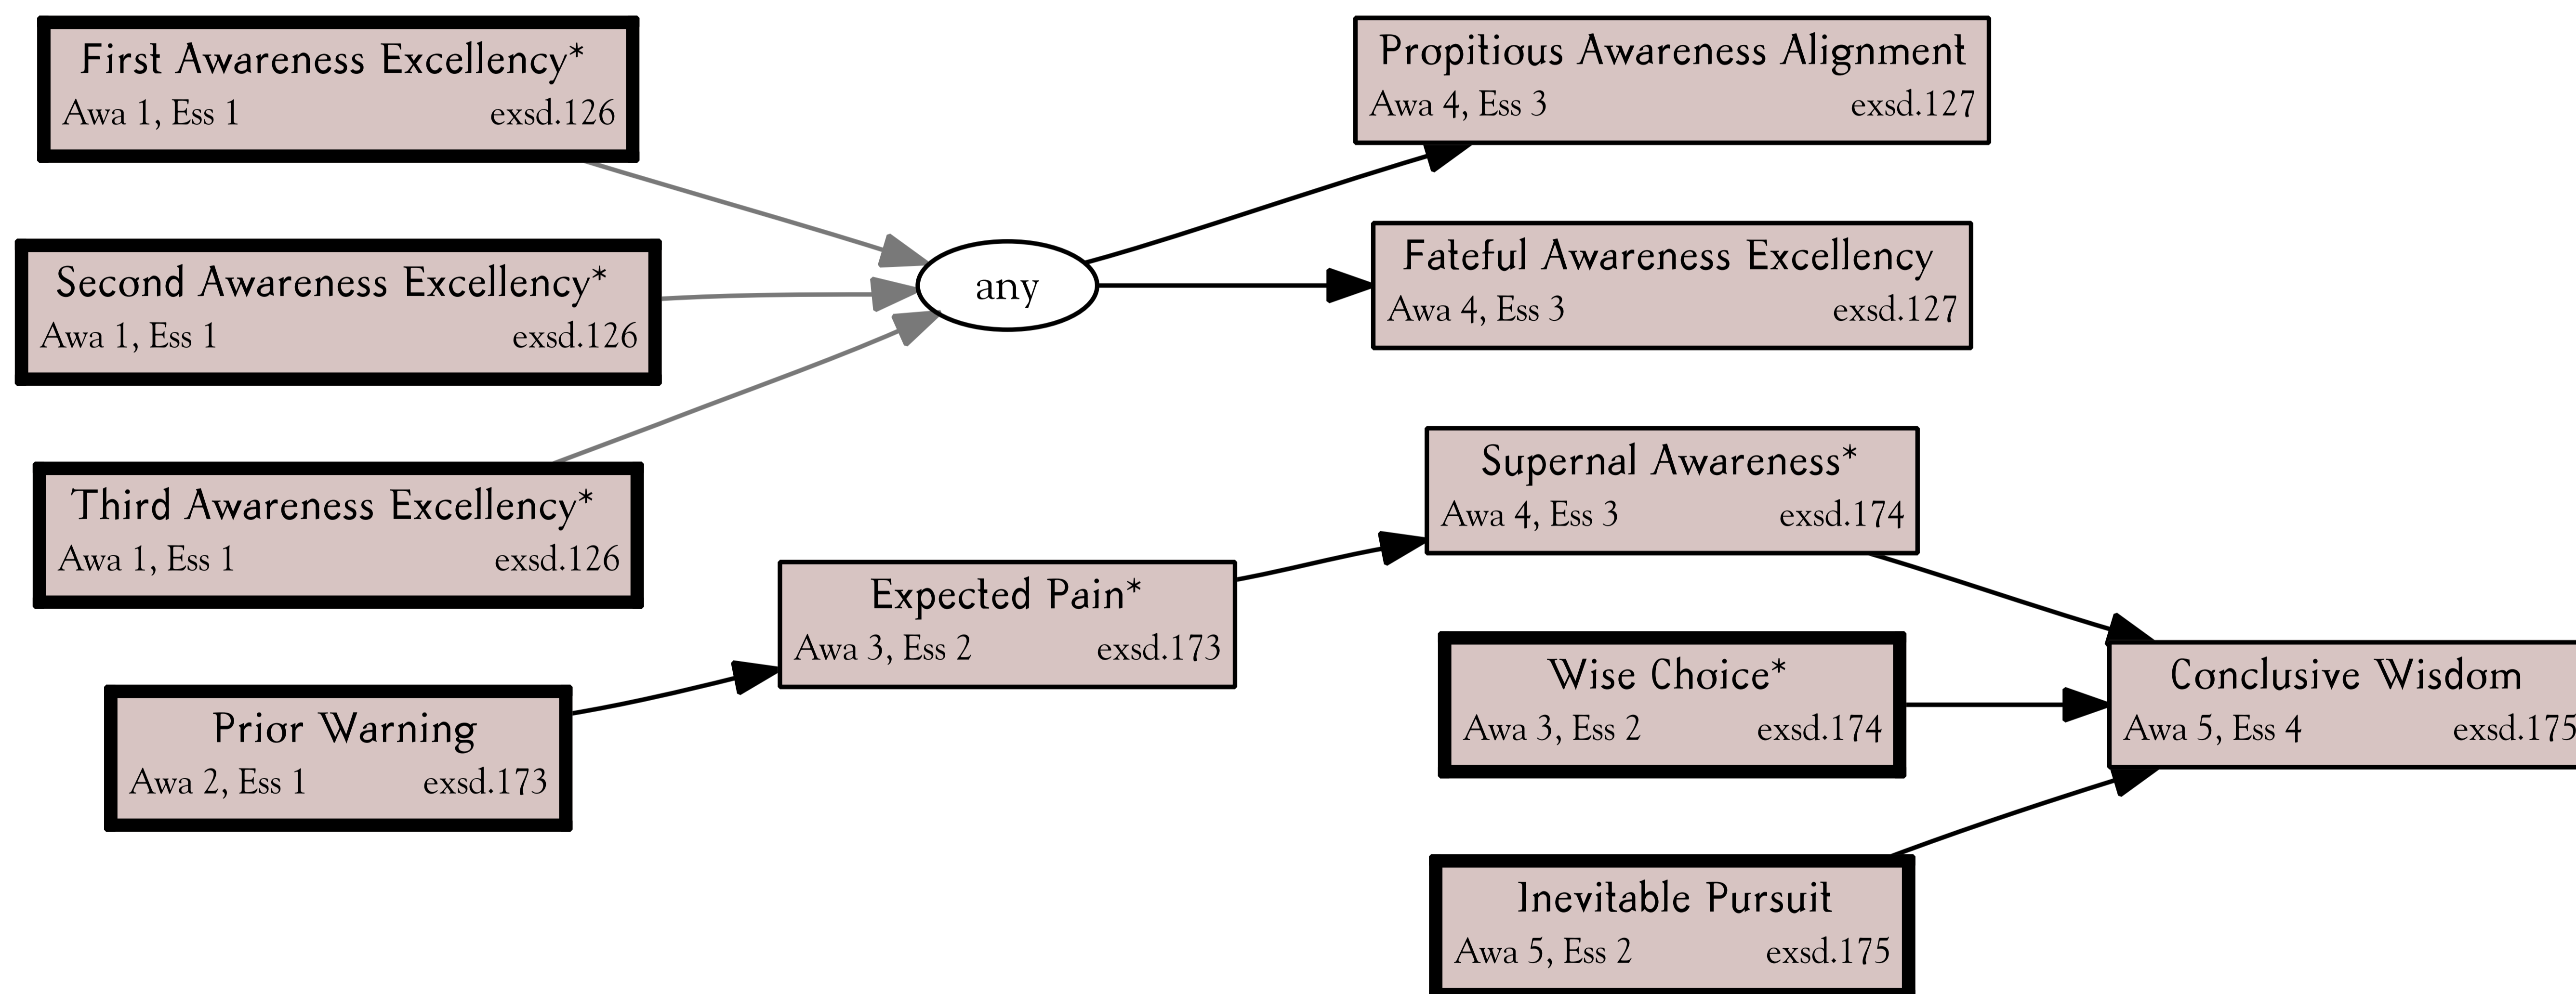 First Awareness Excellency*
Awa 1, Ess 1 exsd.126
Second Awareness Excellency*
Awa 1, Ess 1 exsd.126
Third Awareness Excellency*
Awa 1, Ess 1 exsd.126
Prior Warning
Awa 2, Ess 1 exsd.173
any
Expected Pain*
Awa 3, Ess 2 exsd.173
Propitious Awareness Alignment
Awa 4, Ess 3 exsd.127
Fateful Awareness Excellency
Awa 4, Ess 3 exsd.127
Supernal Awareness*
Awa 4, Ess 3 exsd.174
Wise Choice*
Awa 3, Ess 2 exsd.174
Inevitable Pursuit
Awa 5, Ess 2 exsd.175
Conclusive Wisdom
Awa 5, Ess 4 exsd.175